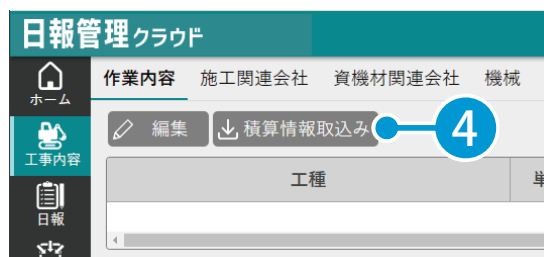 日報管理クラウド
ホーム
作業内容 施工関連会社 資機材関連会社 機械
編集 積算情報取込み 4
工事内容
工種
日報